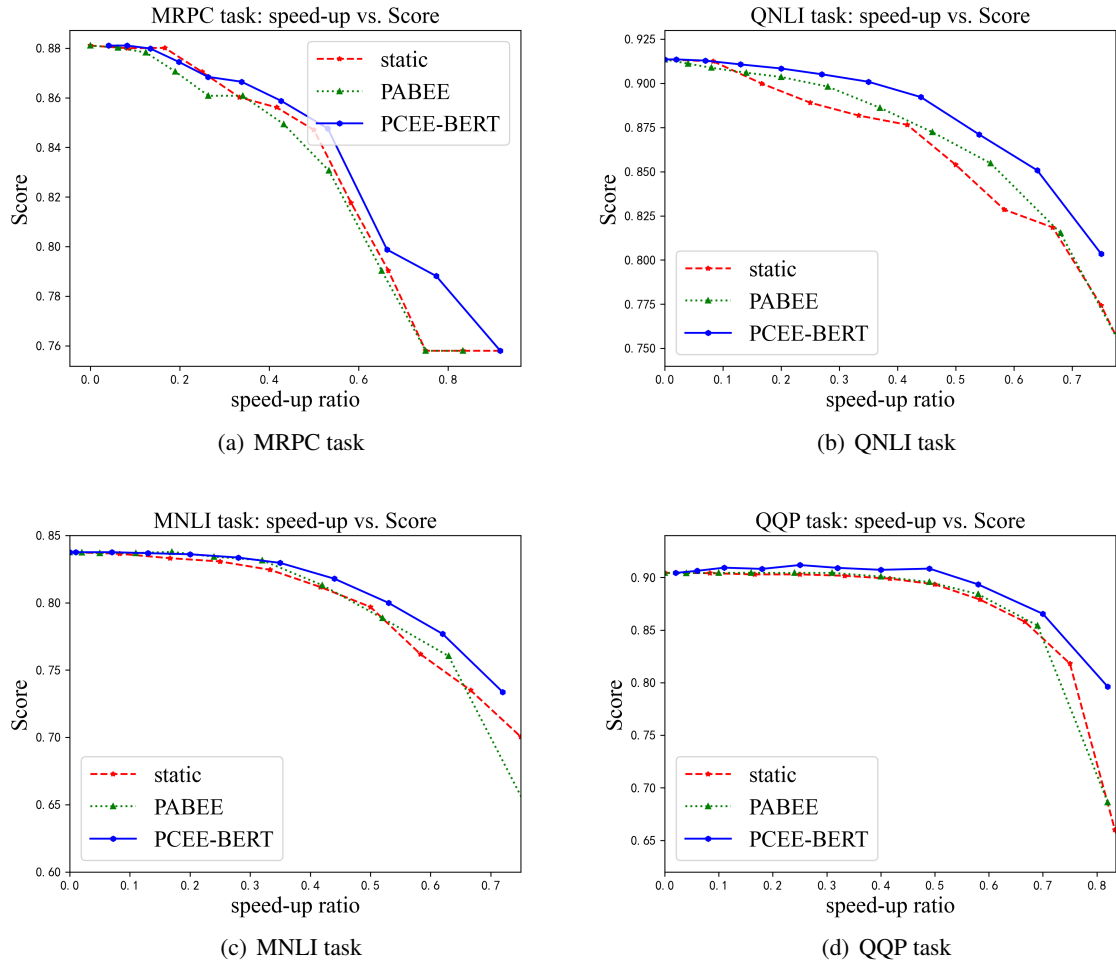 MRPC task: speed-up vs. Score
0.88
0.86
0.84
0.82
0.80
0.78
0.76
Score
static
PABEE
PCEE-BERT
0.0 0.2 0.4 0.6 0.8
speed-up ratio
(a) MRPC task
QNLI task: speed-up vs. Score
0.925
0.900
0.875
0.850
0.825
0.800
0.775
0.750
Score
static
PABEE
PCEE-BERT
0.0 0.1 0.2 0.3 0.4 0.5 0.6 0.7
speed-up ratio
(b) QNLI task
MNLI task: speed-up vs. Score
0.85
0.80
0.75
0.70
0.65
0.60
Score
static
PABEE
PCEE-BERT
0.0 0.1 0.2 0.3 0.4 0.5 0.6 0.7
speed-up ratio
(c) MNLI task
QQP task: speed-up vs. Score
0.90
0.85
0.80
0.75
0.70
0.65
Score
static
PABEE
PCEE-BERT
0.0 0.1 0.2 0.3 0.4 0.5 0.6 0.7 0.8
speed-up ratio
(d) QQP task